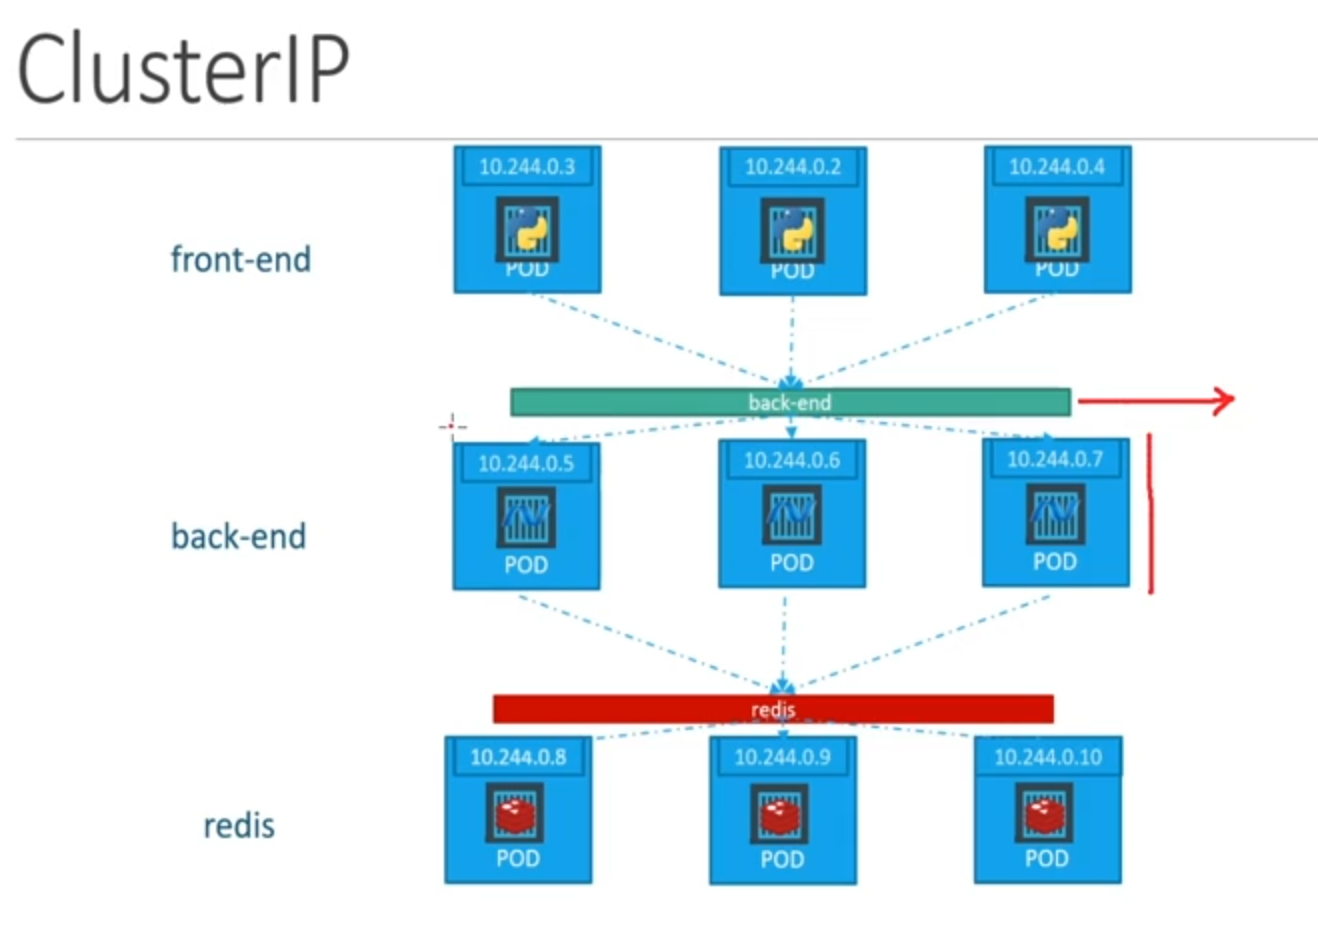 ClusterIP
10.244.0.3
10.244.0.2
10.244.0.4
front-end
POD
POD
POD
back-end
10.244.0.5
10.244.0.6
10.244.0.7
back-end
POD
POD
POD
redis
10.244.0.8
10.244.0.9
10.244.0.10
redis
POD
POD
POD